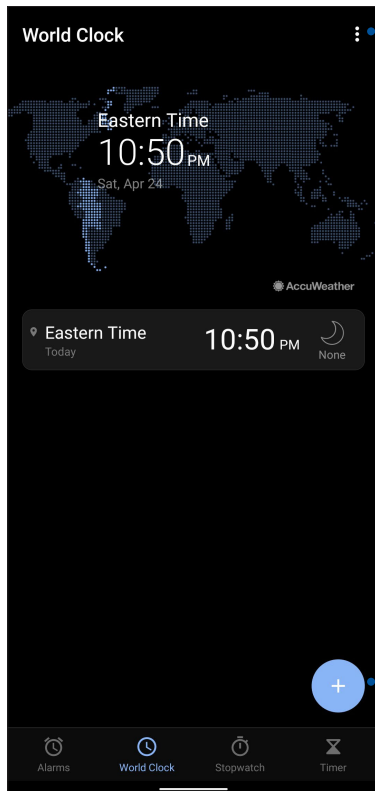 World Clock
Eastern Time
10:50 PM
Sat, Apr 24
AccuWeather
Eastern Time
Today
10:50 PM
None
Alarms
World Clock
Stopwatch
Timer